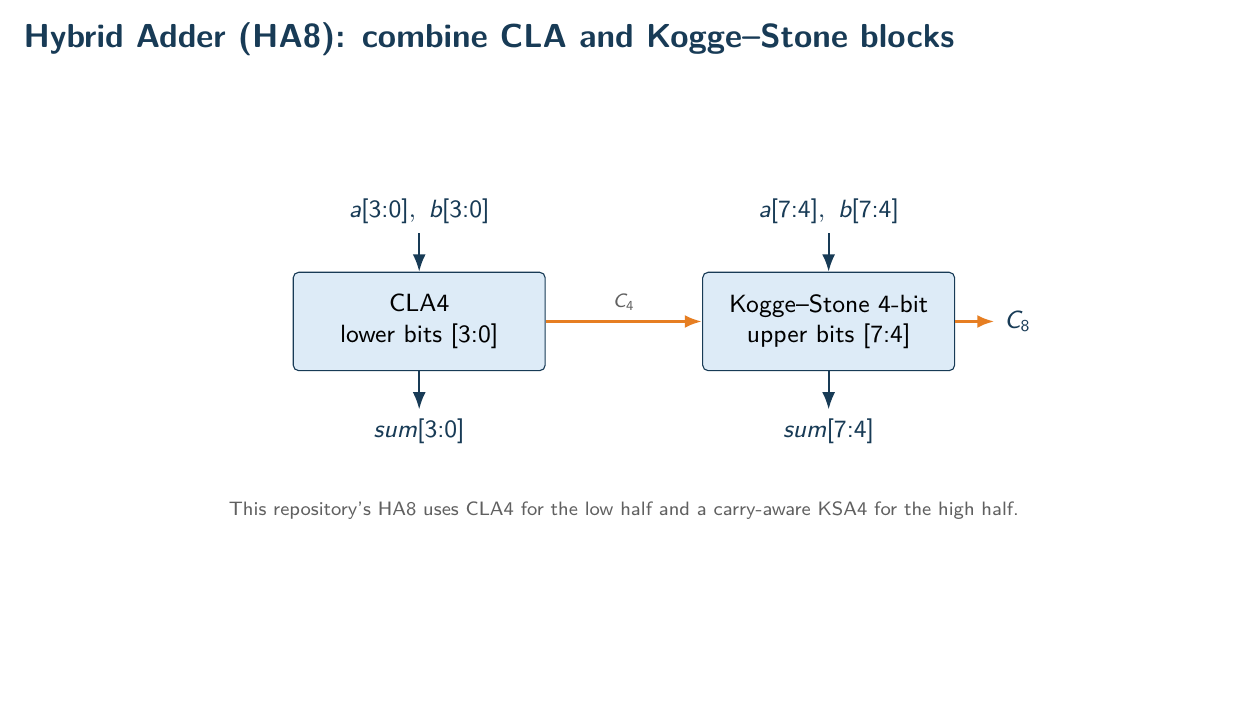 Hybrid Adder (HA8): combine CLA and Kogge–Stone blocks
a[3:0], b[3:0]
a[7:4], b[7:4]
CLA4
lower bits [3:0]
C₄
Kogge–Stone 4-bit
upper bits [7:4]
C₈
sum[3:0]
sum[7:4]
This repository's HA8 uses CLA4 for the low half and a carry-aware KSA4 for the high half.